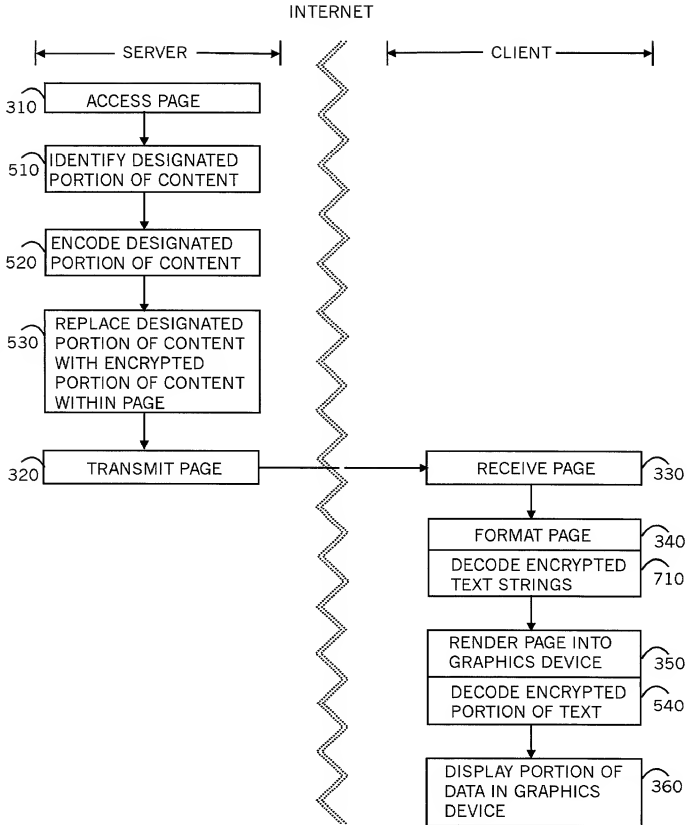 INTERNET
SERVER
CLIENT
310
ACCESS PAGE
510
IDENTIFY DESIGNATED
PORTION OF CONTENT
520
ENCODE DESIGNATED
PORTION OF CONTENT
530
REPLACE DESIGNATED
PORTION OF CONTENT
WITH ENCRYPTED
PORTION OF CONTENT
WITHIN PAGE
320
TRANSMIT PAGE
RECEIVE PAGE
330
FORMAT PAGE
340
DECODE ENCRYPTED
TEXT STRINGS
710
RENDER PAGE INTO
GRAPHICS DEVICE
350
DECODE ENCRYPTED
PORTION OF TEXT
540
DISPLAY PORTION OF
DATA IN GRAPHICS
DEVICE
360